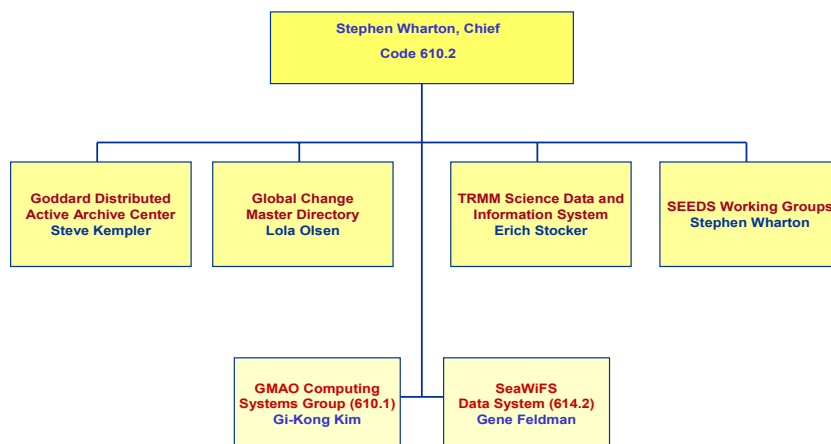 Stephen Wharton, Chief
Code 610.2
Goddard Distributed
Active Archive Center
Steve Kempler
Global Change
Master Directory
Lola Olsen
TRMM Science Data and
Information System
Erich Stocker
SEEDS Working Groups
Stephen Wharton
GMAO Computing
Systems Group (610.1)
Gi-Kong Kim
SeaWiFS
Data System (614.2)
Gene Feldman